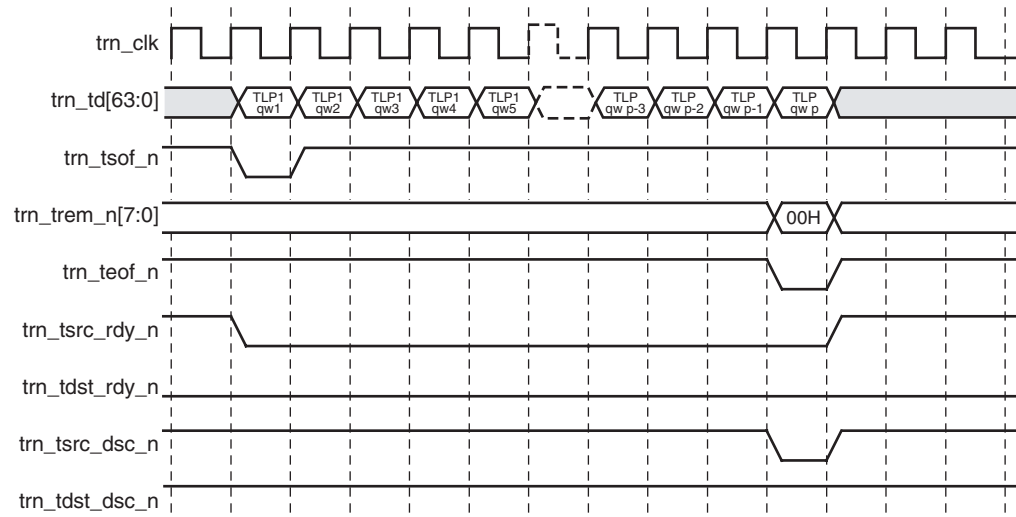 trn_clk
trn_td[63:0]
TLP1 TLP1 TLP1 TLP1 TLP1 TLP TLP TLP TLP
qw1 qw2 qw3 qw4 qw5 qw p-3 qw p-2 qw p-1 qw p
trn_tsof_n
trn_trem_n[7:0]
00H
trn_teof_n
trn_tsrc_rdy_n
trn_tdst_rdy_n
trn_tsrc_dsc_n
trn_tdst_dsc_n